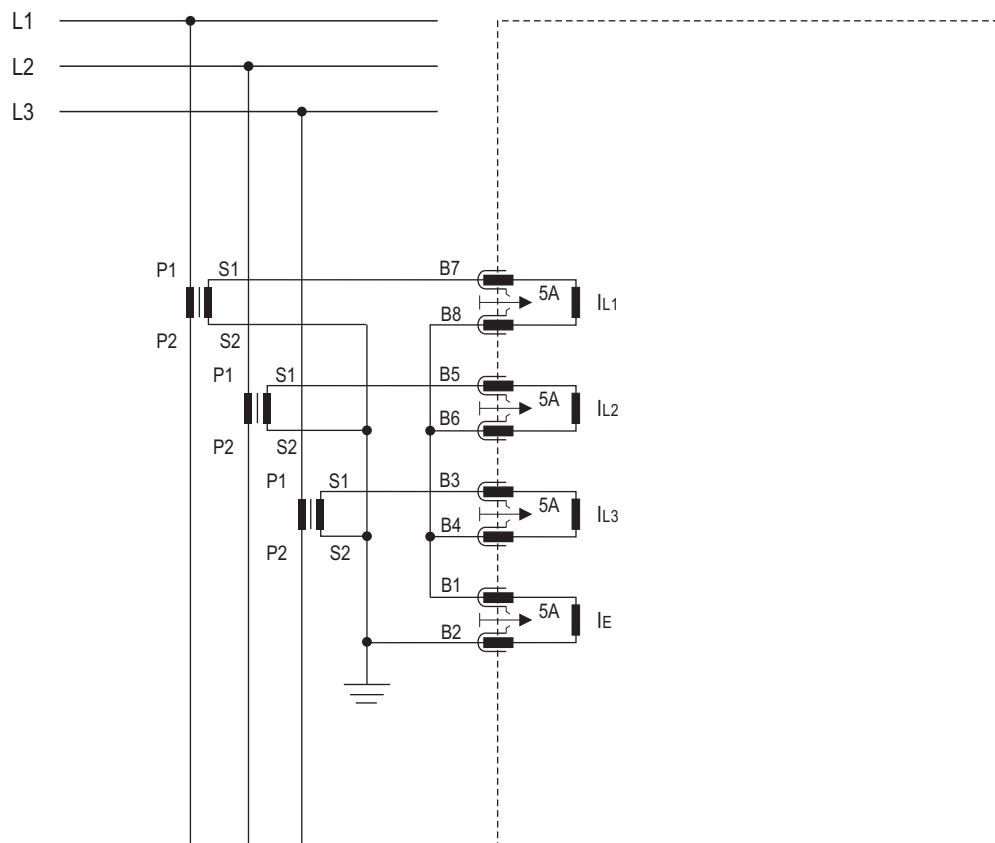 L1
L2
L3
P1 S1 B7
5A IL1
P2 S2 B8
P1 S1 B5
5A IL2
P2 S2 B6
P1 S1 B3
5A IL3
P2 S2 B4
B1
5A IE
B2